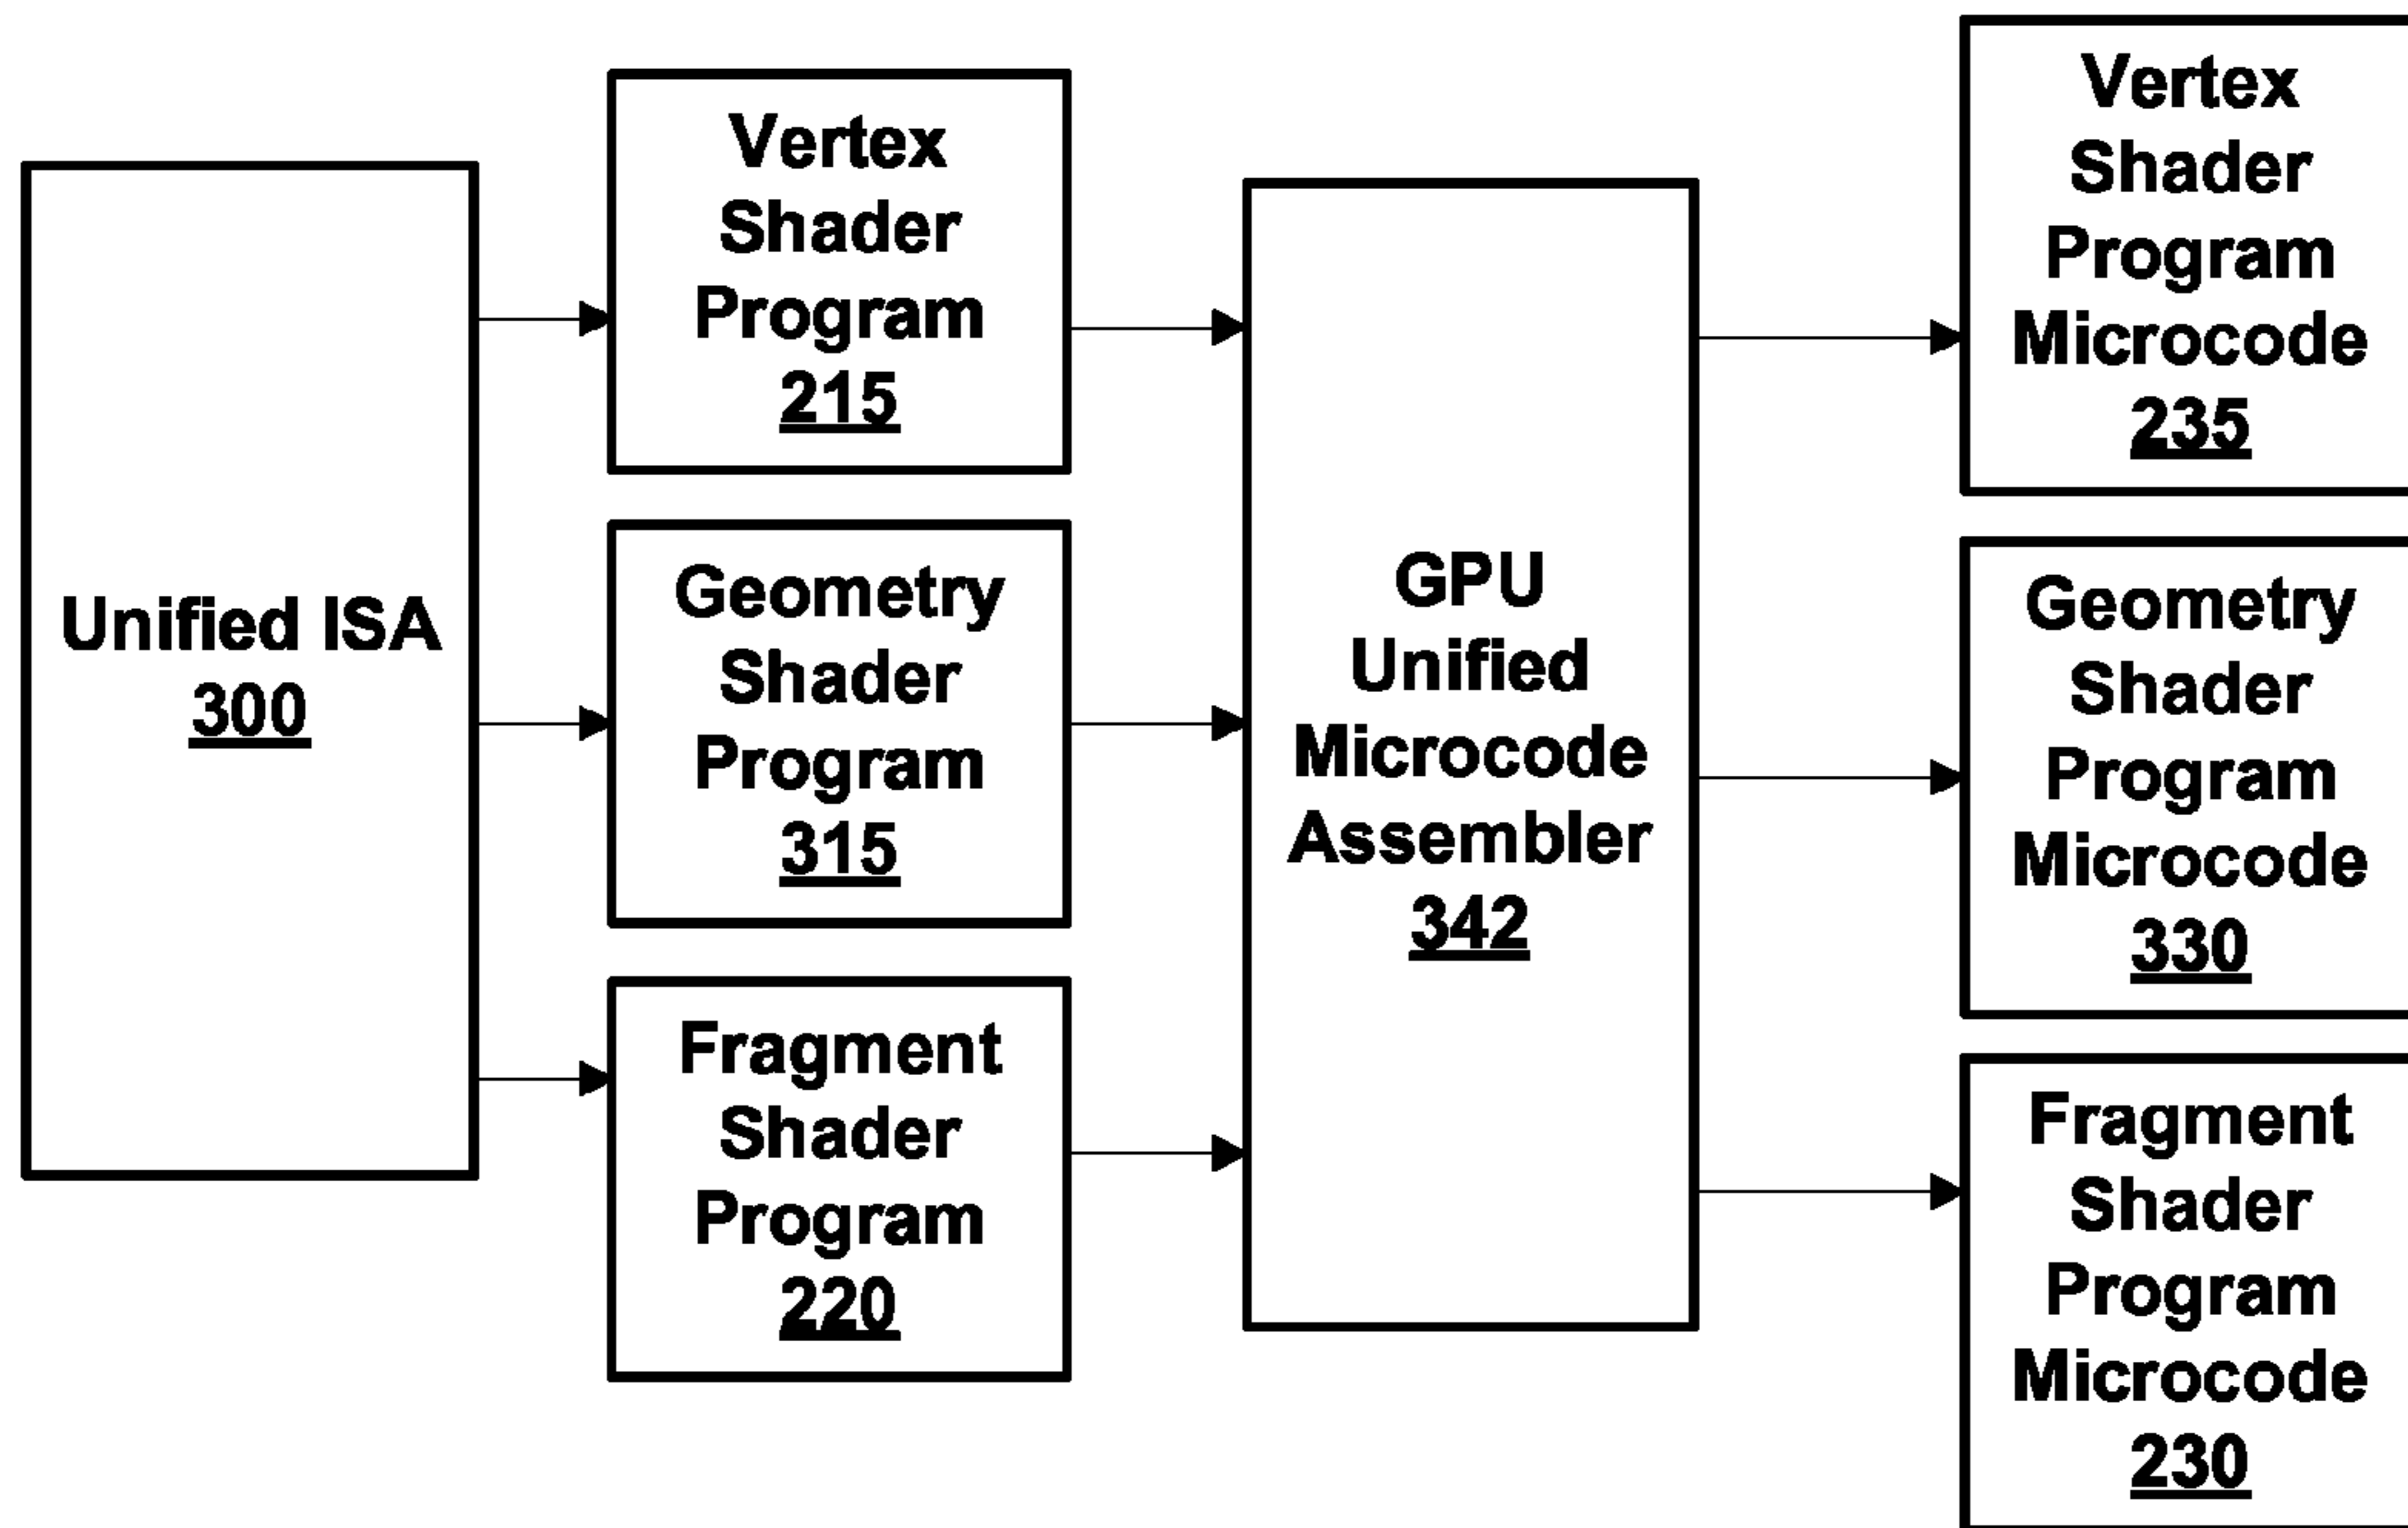 Unified ISA
300
Vertex
Shader
Program
215
Geometry
Shader
Program
315
Fragment
Shader
Program
220
GPU
Unified
Microcode
Assembler
342
Vertex
Shader
Program
Microcode
235
Geometry
Shader
Program
Microcode
330
Fragment
Shader
Program
Microcode
230